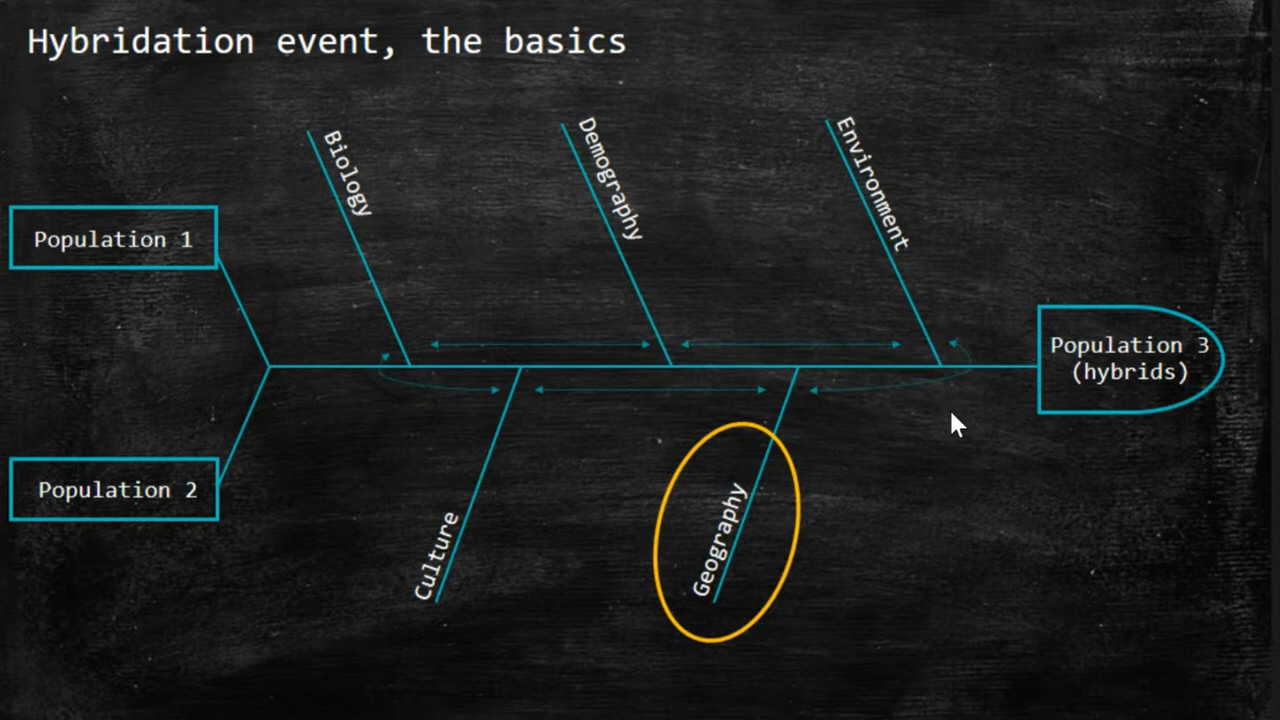 Hybridation event, the basics
Biology
Demography
Environment
Population 1
Population 3
(hybrids)
Population 2
Culture
Geography